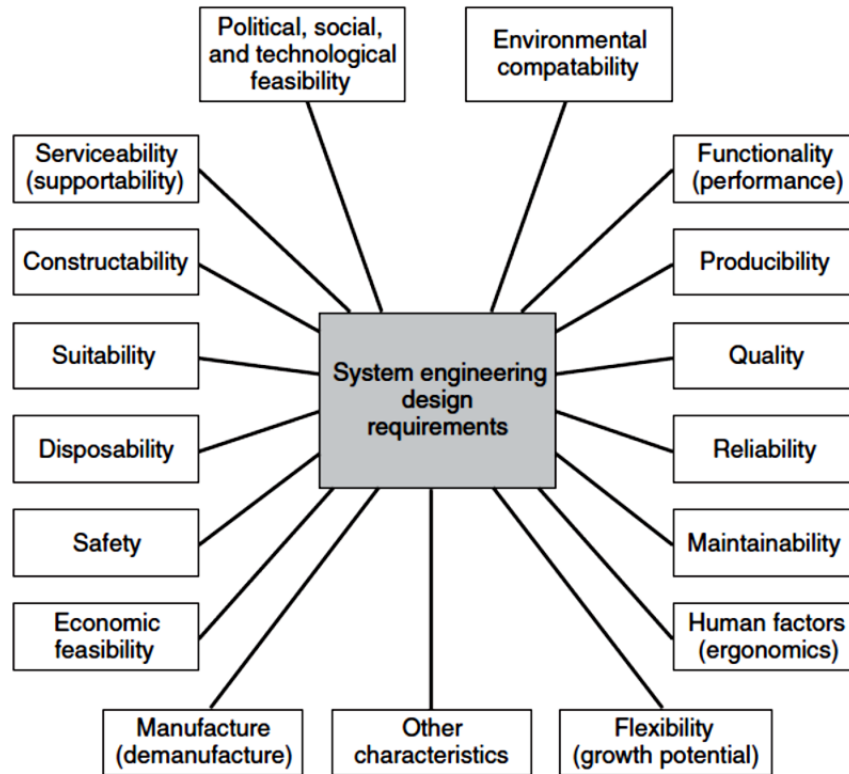 Political, social,
and technological
feasibility
Environmental
compatability
Serviceability
(supportability)
Functionality
(performance)
Constructability
Producibility
Suitability
System engineering
design
requirements
Quality
Disposability
Reliability
Safety
Maintainability
Economic
feasibility
Human factors
(ergonomics)
Manufacture
(demanufacture)
Other
characteristics
Flexibility
(growth potential)